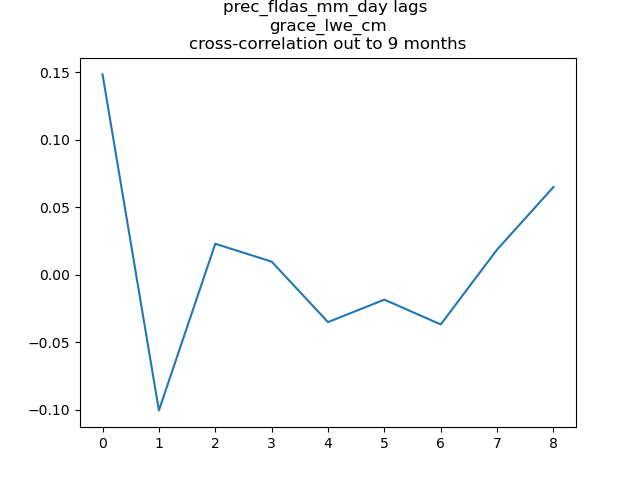 prec_fldas_mm_day lags
grace_lwe_cm
cross-correlation out to 9 months
0.15
0.10
0.05
0.00
−0.05
−0.10
0 1 2 3 4 5 6 7 8